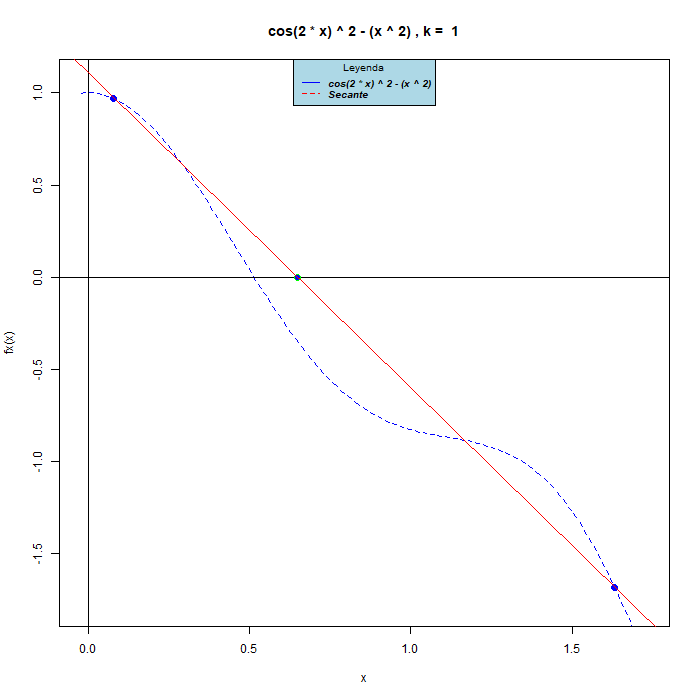 cos(2 * x) ^ 2 - (x ^ 2) , k =  1
Leyenda
cos(2 * x) ^ 2 - (x ^ 2)
Secante
1.0
0.5
0.0
-0.5
-1.0
-1.5
fx(x)
0.0
0.5
1.0
1.5
x